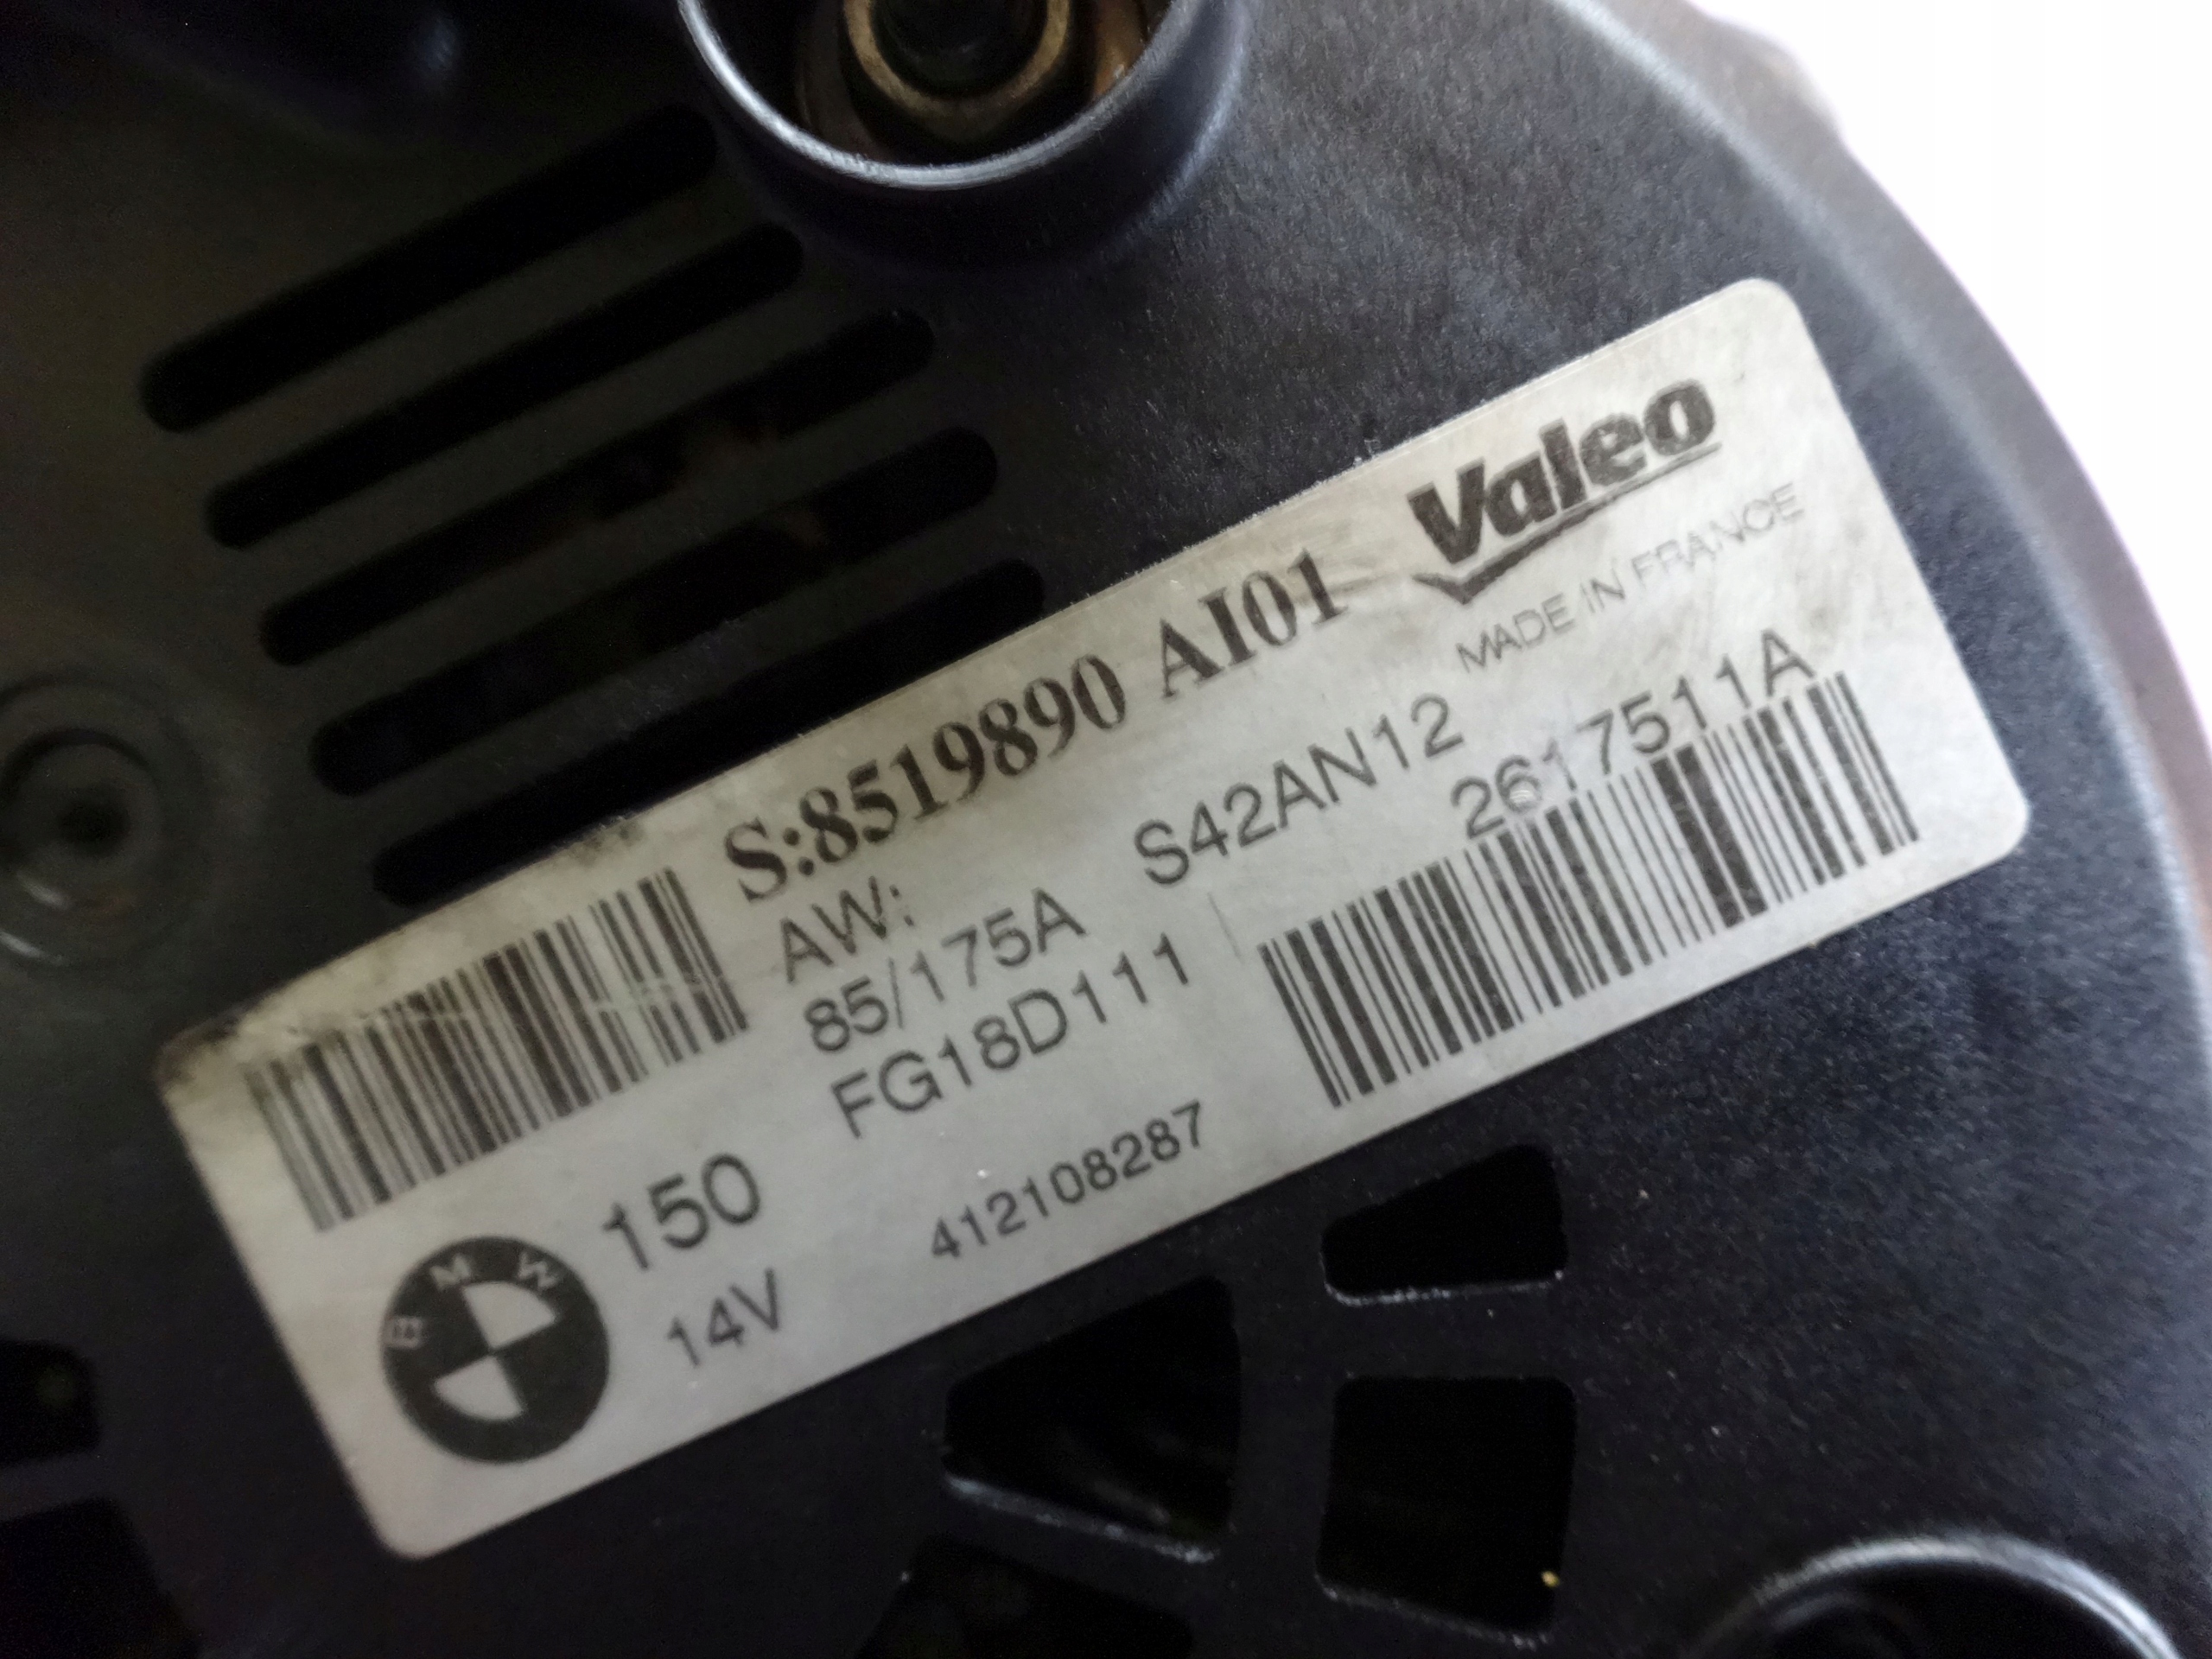 Valeo
MADE IN FRANCE
S:8519890 AI01
AW:
85/175A S42AN12
FG18D111
2617511A
150
14V
412108287
BMW